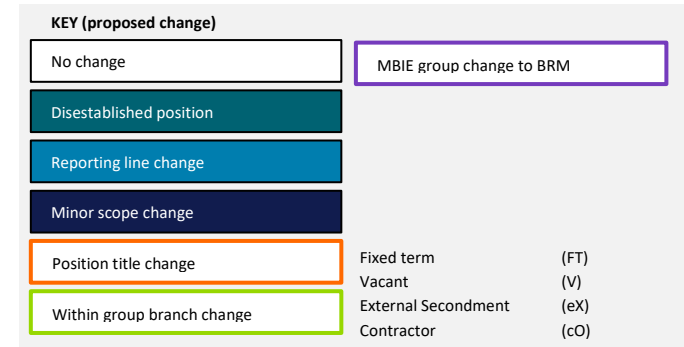 KEY (proposed change)
No change
MBIE group change to BRM
Disestablished position
Reporting line change
Minor scope change
Position title change
Within group branch change
Fixed term (FT)
Vacant (V)
External Secondment (eX)
Contractor (cO)